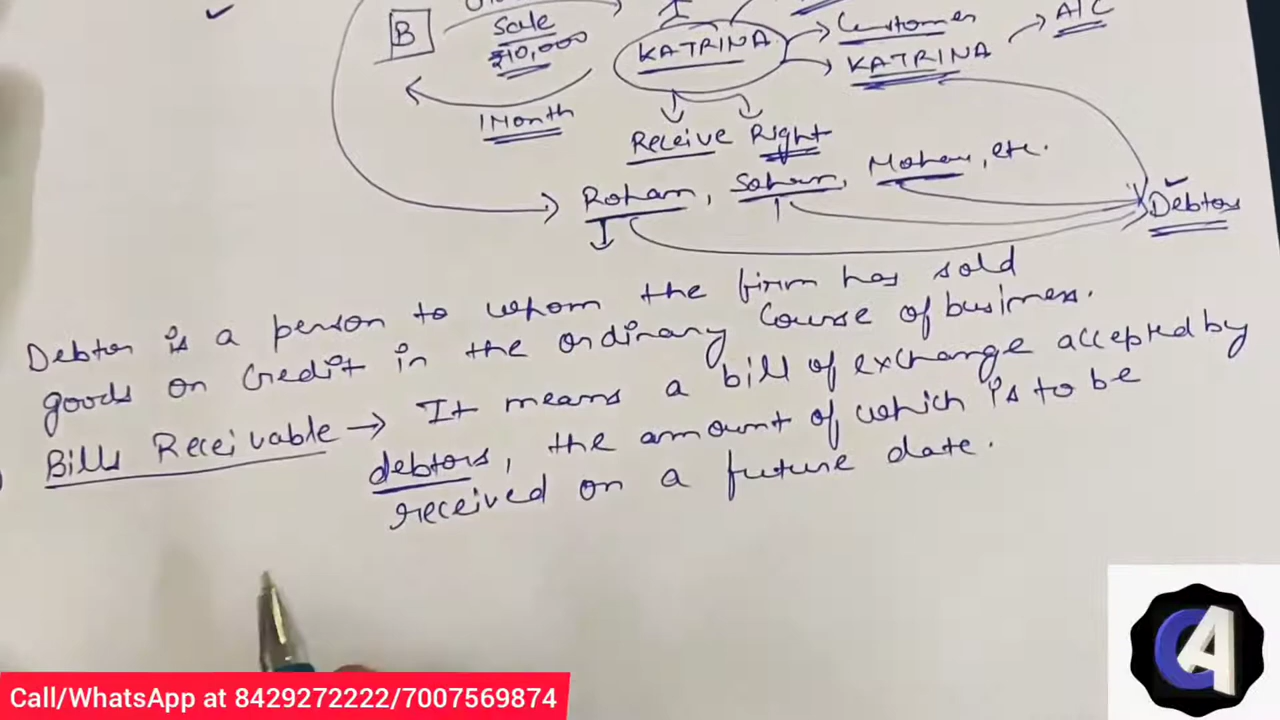 B
Sale
₹10,000
1 Month
KATRINA
Customer
KATRINA
A/C
Receive Right
Rohan, Sohan, Mohan, etc.
Debtors
Debtor is a person to whom the firm has sold
goods on credit in the ordinary course of business.
Bills Receivable → It means a bill of exchange accepted by
debtors, the amount of which is to be
received on a future date.
CA
Call/WhatsApp at 8429272222/7007569874